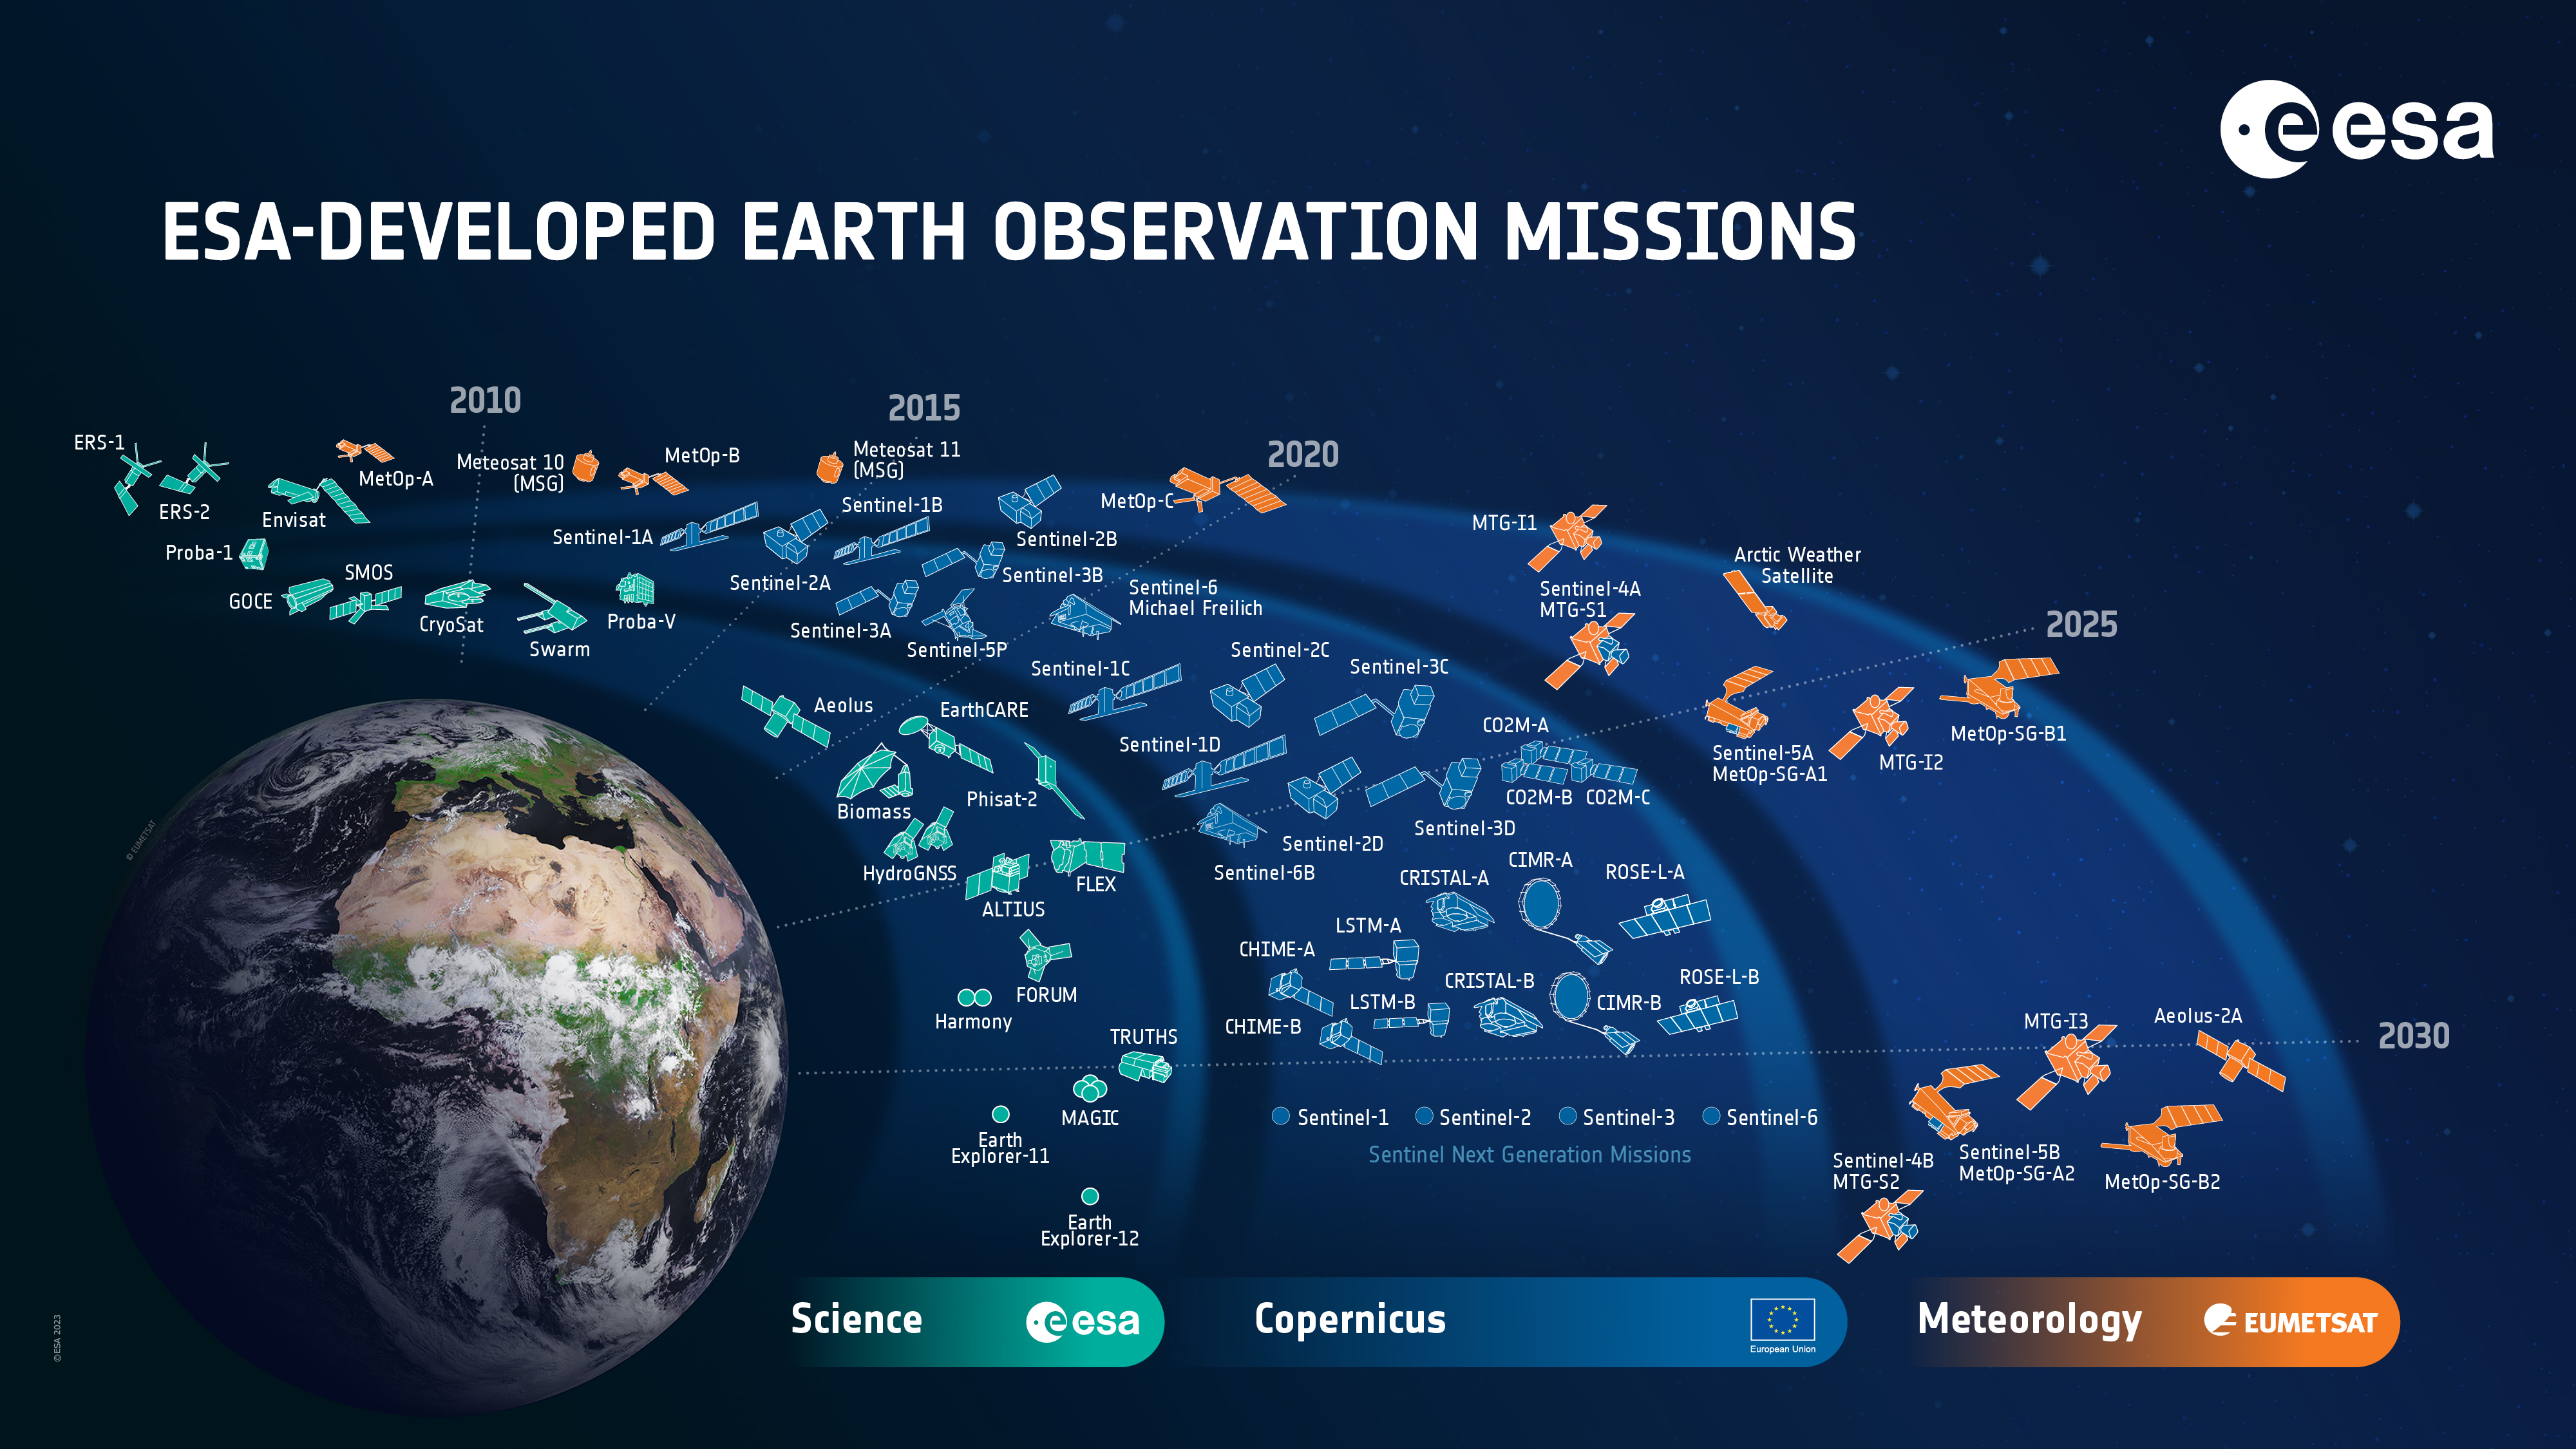 esa
ESA-DEVELOPED EARTH OBSERVATION MISSIONS
2010
2015
2020
2025
2030
ERS-1
ERS-2
MetOp-A
Envisat
Meteosat 10
(MSG)
MetOp-B
Meteosat 11
(MSG)
MetOp-C
Proba-1
GOCE
SMOS
CryoSat
Swarm
Proba-V
Sentinel-1A
Sentinel-1B
Sentinel-2A
Sentinel-2B
Sentinel-3A
Sentinel-3B
Sentinel-5P
Sentinel-6
Michael Freilich
MTG-I1
Arctic Weather
Satellite
Sentinel-4A
MTG-S1
Sentinel-1C
Sentinel-2C
Sentinel-3C
Aeolus
EarthCARE
Sentinel-1D
CO2M-A
CO2M-B
CO2M-C
Sentinel-5A
MetOp-SG-A1
MTG-I2
MetOp-SG-B1
Biomass
Phisat-2
Sentinel-2D
Sentinel-3D
Sentinel-6B
HydroGNSS
ALTIUS
FLEX
CRISTAL-A
CIMR-A
ROSE-L-A
LSTM-A
CHIME-A
CRISTAL-B
CIMR-B
ROSE-L-B
LSTM-B
CHIME-B
FORUM
Harmony
TRUTHS
MAGIC
Earth
Explorer-11
Earth
Explorer-12
Sentinel-1
Sentinel-2
Sentinel-3
Sentinel-6
Sentinel Next Generation Missions
MTG-I3
Aeolus-2A
Sentinel-4B
MTG-S2
Sentinel-5B
MetOp-SG-A2
MetOp-SG-B2
© EUMETSAT
©ESA 2023
Science
esa
Copernicus
European Union
Meteorology
EUMETSAT